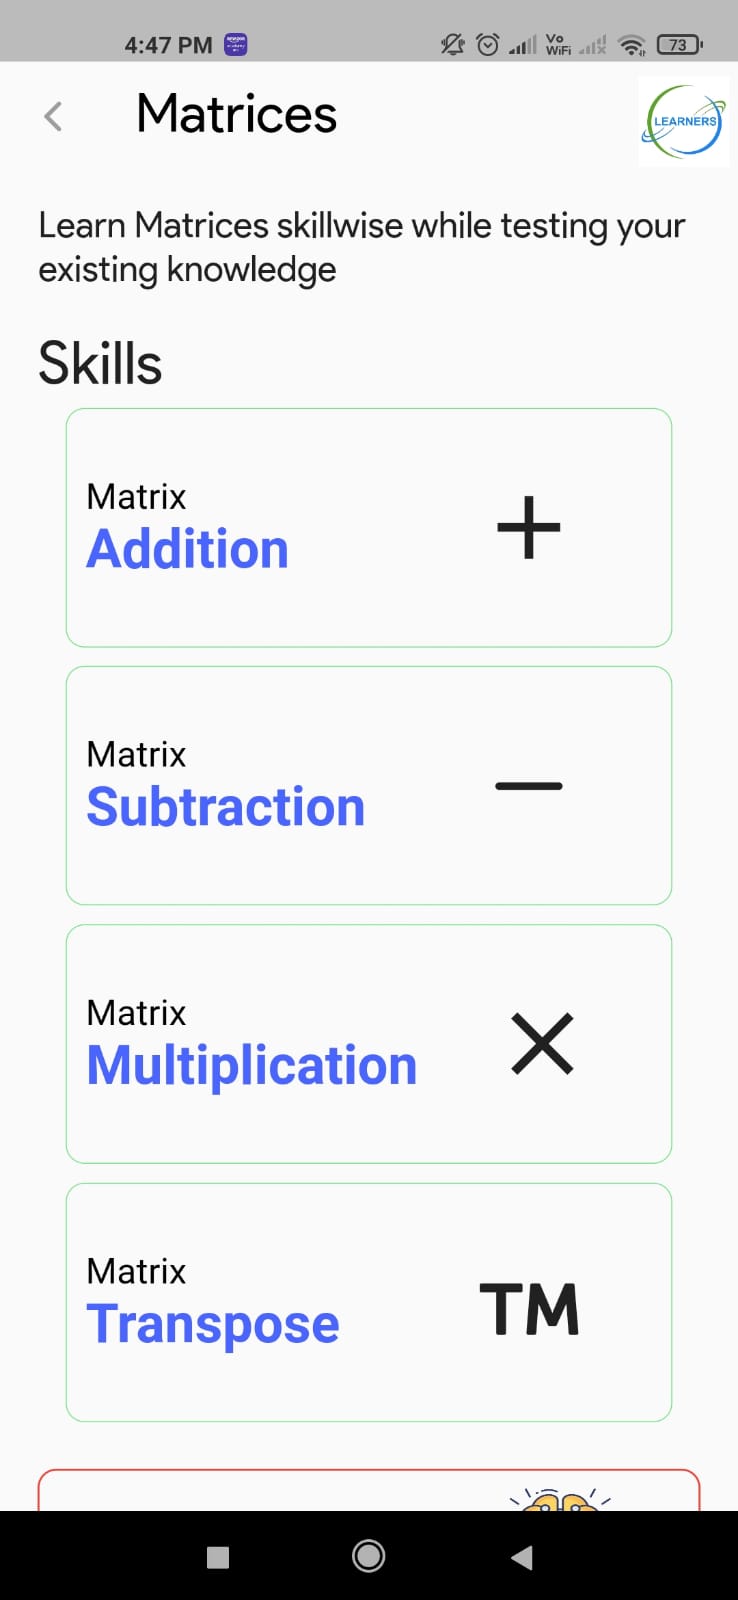 4:47 PM
Vo
WiFi
73
Matrices
LEARNERS
Learn Matrices skillwise while testing your
existing knowledge
Skills
Matrix
Addition
Matrix
Subtraction
Matrix
Multiplication
Matrix
Transpose
TM